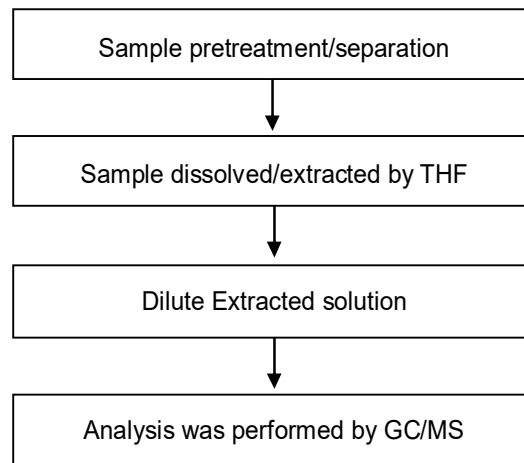 Sample pretreatment/separation
Sample dissolved/extracted by THF
Dilute Extracted solution
Analysis was performed by GC/MS